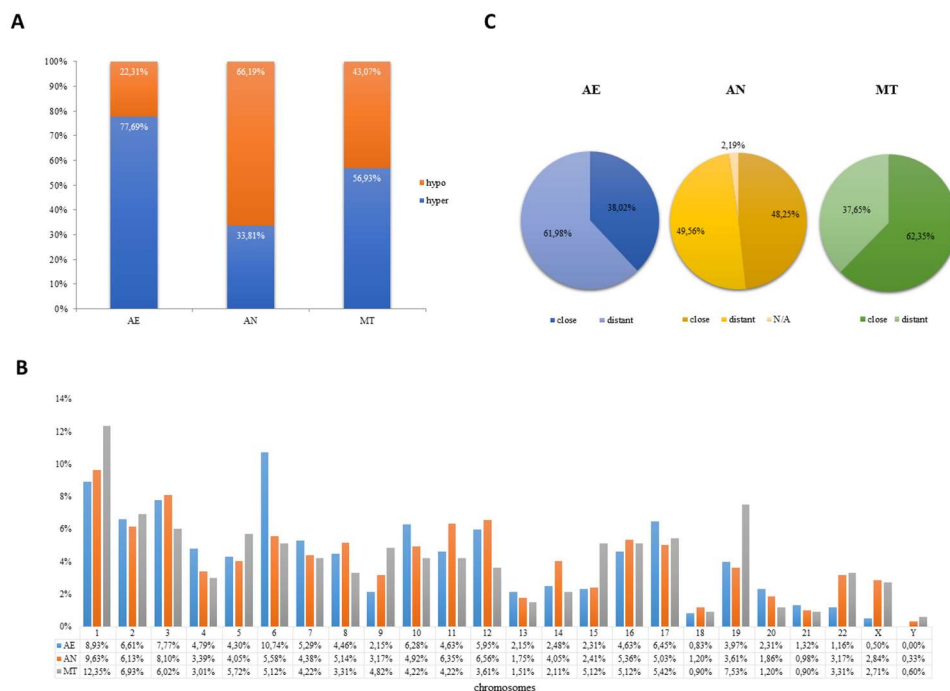 A
100%
90%
80%
70%
60%
50%
40%
30%
20%
10%
0%
22,31% 66,19% 43,07%
77,69% 33,81% 56,93%
AE AN MT
hypo
hyper
C
AE AN MT
38,02%
61,98%
2,19%
48,25%
49,56%
37,65%
62,35%
close distant
close distant N/A
close distant
B
14%
12%
10%
8%
6%
4%
2%
0%
1 2 3 4 5 6 7 8 9 10 11 12 13 14 15 16 17 18 19 20 21 22 X Y
AE 8,93% 6,61% 7,77% 4,79% 4,30% 10,74% 5,29% 4,46% 2,15% 6,28% 4,63% 5,95% 2,15% 2,48% 2,31% 4,63% 6,45% 0,83% 3,97% 2,31% 1,32% 1,16% 0,50% 0,00%
AN 9,63% 6,13% 8,10% 3,39% 4,05% 5,58% 4,38% 5,14% 3,17% 4,92% 6,35% 6,56% 1,75% 4,05% 2,41% 5,36% 5,03% 1,20% 3,61% 1,86% 0,98% 3,17% 2,84% 0,33%
MT 12,35% 6,93% 6,02% 3,01% 5,72% 5,12% 4,22% 3,31% 4,82% 4,22% 4,22% 3,61% 1,51% 2,11% 5,12% 5,12% 5,42% 0,90% 7,53% 1,20% 0,90% 3,31% 2,71% 0,60%
chromosomes